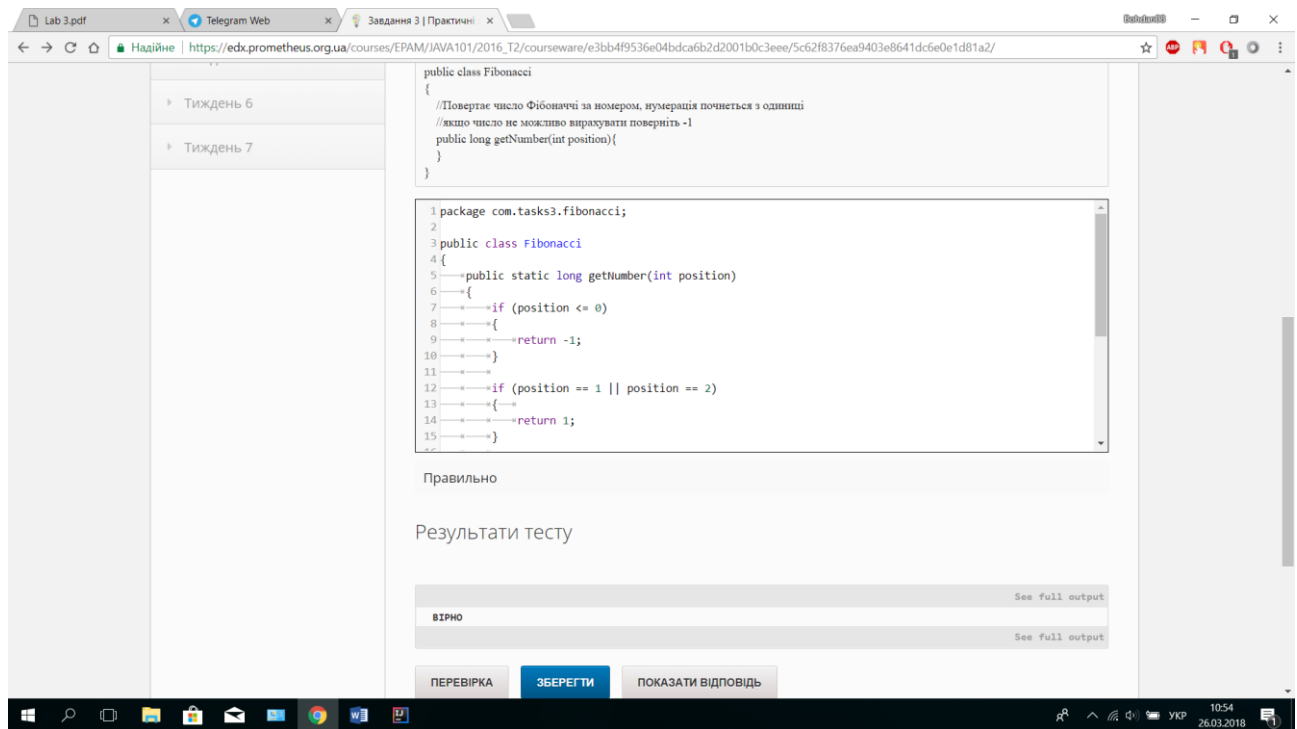 Lab 3.pdf
Telegram Web
Завдання 3 | Практичні
Надійне
https://edx.prometheus.org.ua/courses/EPAM/JAVA101/2016_T2/courseware/e3bb4f9536e04bdca6b2d2001b0c3eee/5c62f8376ea9403e8641dc6e0e1d81a2/
ABP
1
Тиждень 6
Тиждень 7
public class Fibonacci
{
//Повертає число Фібоначчі за номером, нумерація почнеться з одиниці
//якщо число не можливо вирахувати поверніть -1
public long getNumber(int position){
}
}
1 package com.tasks3.fibonacci;
2
3 public class Fibonacci
4 {
5 public static long getNumber(int position)
6 {
7 if (position <= 0)
8 {
9 return -1;
10 }
11
12 if (position == 1 || position == 2)
13 {
14 return 1;
15 }
Правильно
Результати тесту
See full output
ВІРНО
See full output
ПЕРЕВІРКА
ЗБЕРЕГТИ
ПОКАЗАТИ ВІДПОВІДЬ
УКР
10:54
26.03.2018
1